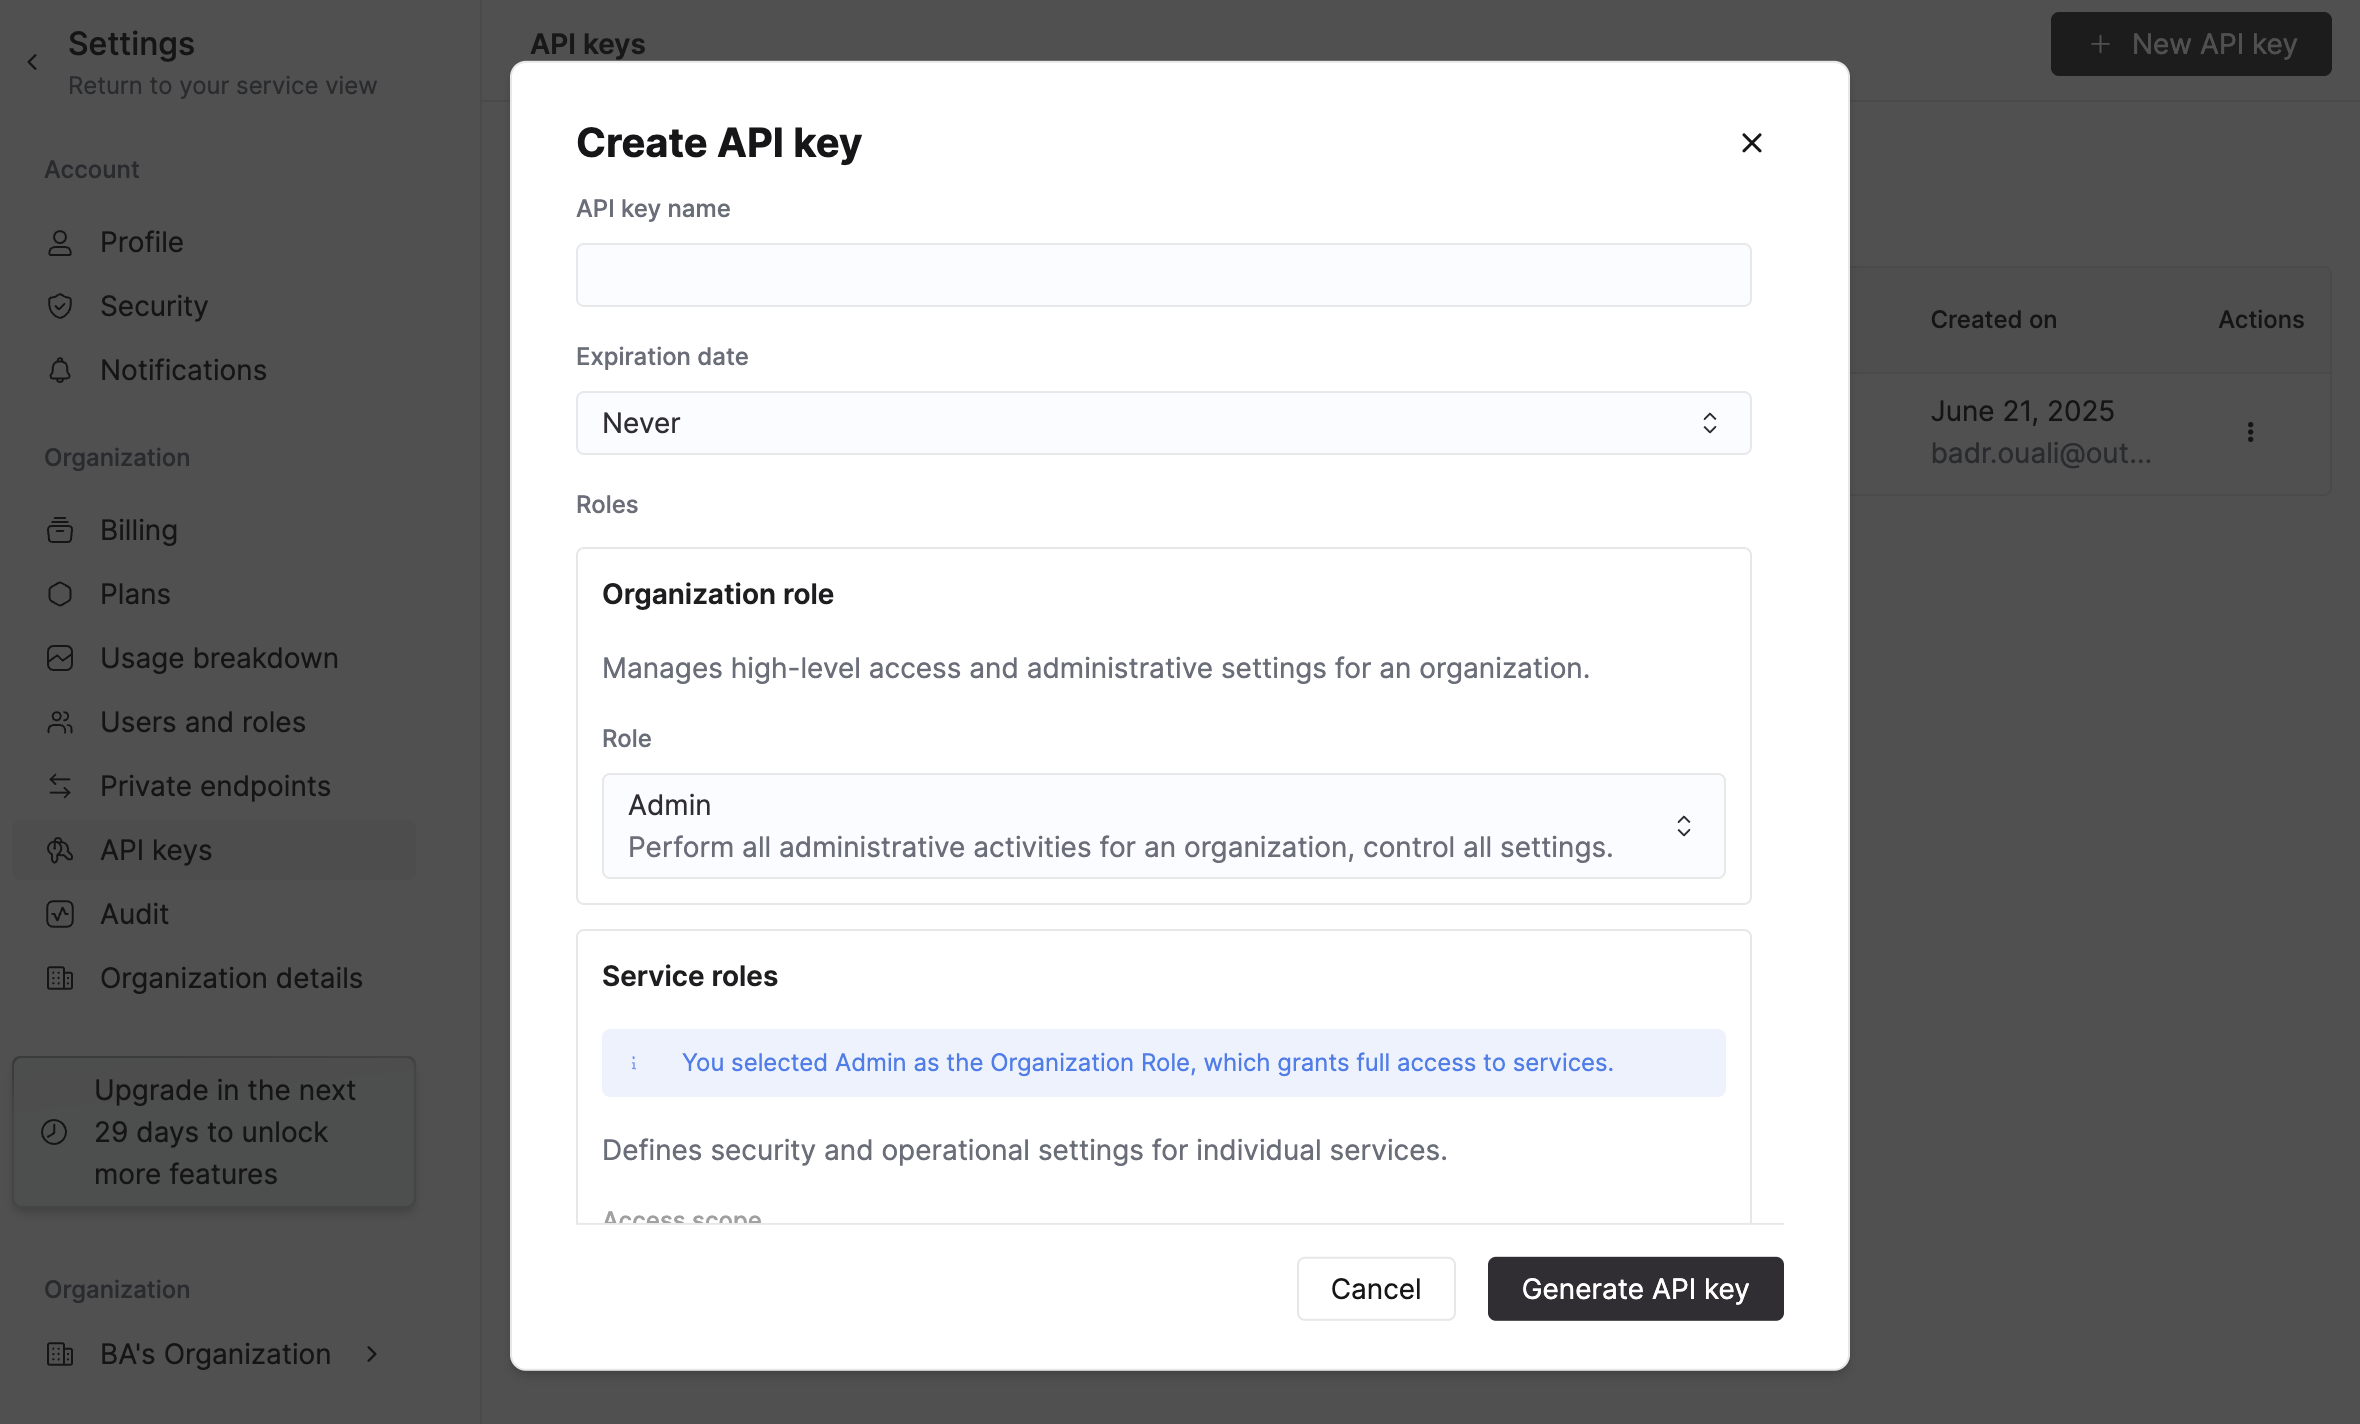 Settings
Return to your service view
Account
Profile
Security
Notifications
Organization
Billing
Plans
Usage breakdown
Users and roles
Private endpoints
API keys
Audit
Organization details
Upgrade in the next
29 days to unlock
more features
Organization
BA's Organization
API keys
+ New API key
Created on
Actions
June 21, 2025
badr.ouali@out...
Create API key
API key name
Expiration date
Never
Roles
Organization role
Manages high-level access and administrative settings for an organization.
Role
Admin
Perform all administrative activities for an organization, control all settings.
Service roles
You selected Admin as the Organization Role, which grants full access to services.
Defines security and operational settings for individual services.
Access scope
Cancel
Generate API key